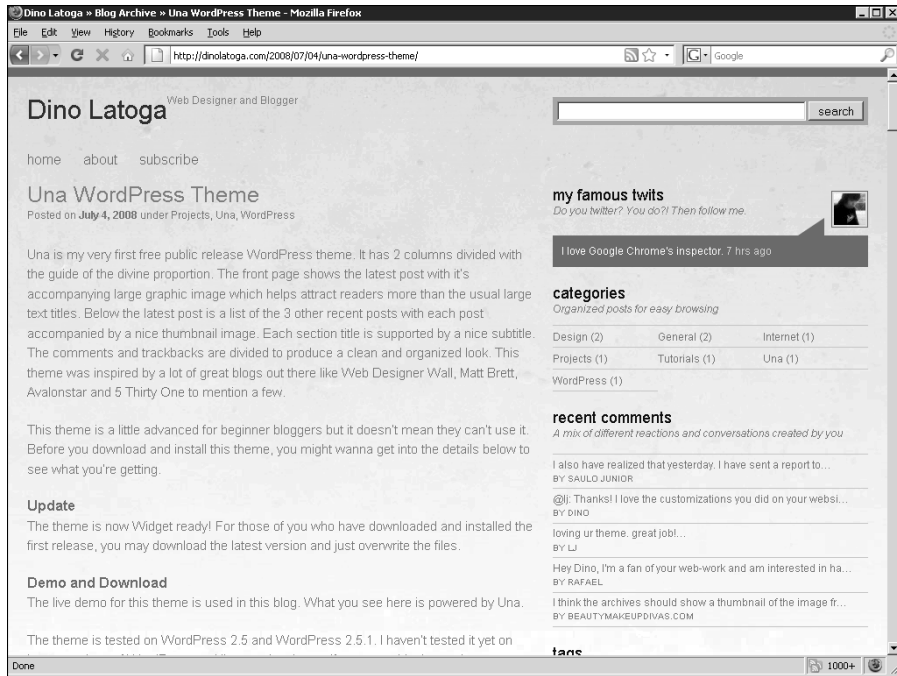 Dino Latoga » Blog Archive » Una WordPress Theme - Mozilla Firefox
File Edit View History Bookmarks Tools Help
http://dinolatoga.com/2008/07/04/una-wordpress-theme/
G Google
Dino Latoga Web Designer and Blogger
search
home about subscribe
Una WordPress Theme
Posted on July 4, 2008 under Projects, Una, WordPress
Una is my very first free public release WordPress theme. It has 2 columns divided with
the guide of the divine proportion. The front page shows the latest post with it's
accompanying large graphic image which helps attract readers more than the usual large
text titles. Below the latest post is a list of the 3 other recent posts with each post
accompanied by a nice thumbnail image. Each section title is supported by a nice subtitle.
The comments and trackbacks are divided to produce a clean and organized look. This
theme was inspired by a lot of great blogs out there like Web Designer Wall, Matt Brett,
Avalonstar and 5 Thirty One to mention a few.
This theme is a little advanced for beginner bloggers but it doesn't mean they can't use it.
Before you download and install this theme, you might wanna get into the details below to
see what you're getting.
Update
The theme is now Widget ready! For those of you who have downloaded and installed the
first release, you may download the latest version and just overwrite the files.
Demo and Download
The live demo for this theme is used in this blog. What you see here is powered by Una.
The theme is tested on WordPress 2.5 and WordPress 2.5.1. I haven't tested it yet on
my famous twits
Do you twitter? You do?! Then follow me.
I love Google Chrome's inspector. 7 hrs ago
categories
Organized posts for easy browsing
Design (2) General (2) Internet (1)
Projects (1) Tutorials (1) Una (1)
WordPress (1)
recent comments
A mix of different reactions and conversations created by you
I also have realized that yesterday. I have sent a report to...
BY SAULO JUNIOR
@lj: Thanks! I love the customizations you did on your websi...
BY DINO
loving ur theme. great job!...
BY LJ
Hey Dino, I'm a fan of your web-work and am interested in ha...
BY RAFAEL
I think the archives should show a thumbnail of the image fr...
BY BEAUTYMAKEUPDIVAS.COM
tags
Done
1000+